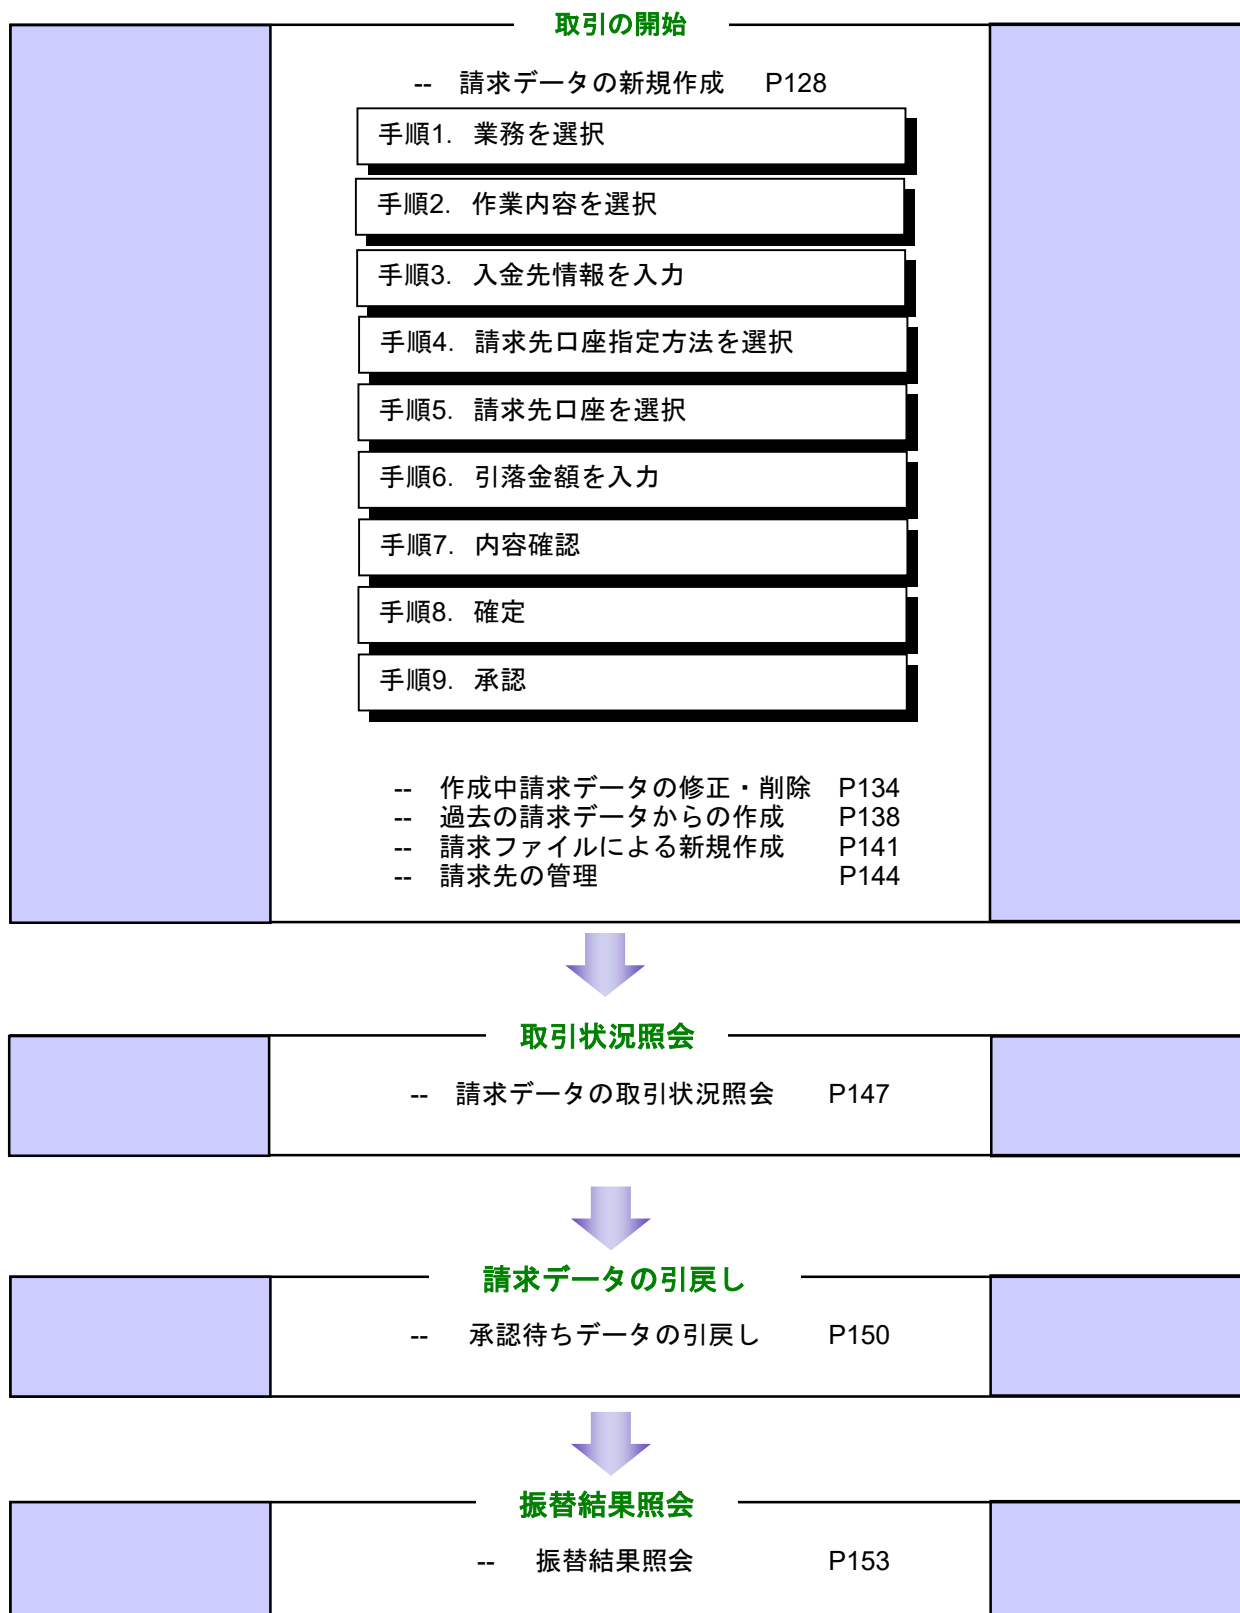 取引の開始
-- 請求データの新規作成 P128
手順1. 業務を選択
手順2. 作業内容を選択
手順3. 入金先情報を入力
手順4. 請求先口座指定方法を選択
手順5. 請求先口座を選択
手順6. 引落金額を入力
手順7. 内容確認
手順8. 確定
手順9. 承認
-- 作成中請求データの修正・削除 P134
-- 過去の請求データからの作成 P138
-- 請求ファイルによる新規作成 P141
-- 請求先の管理 P144
取引状況照会
-- 請求データの取引状況照会 P147
請求データの引戻し
-- 承認待ちデータの引戻し P150
振替結果照会
-- 振替結果照会 P153